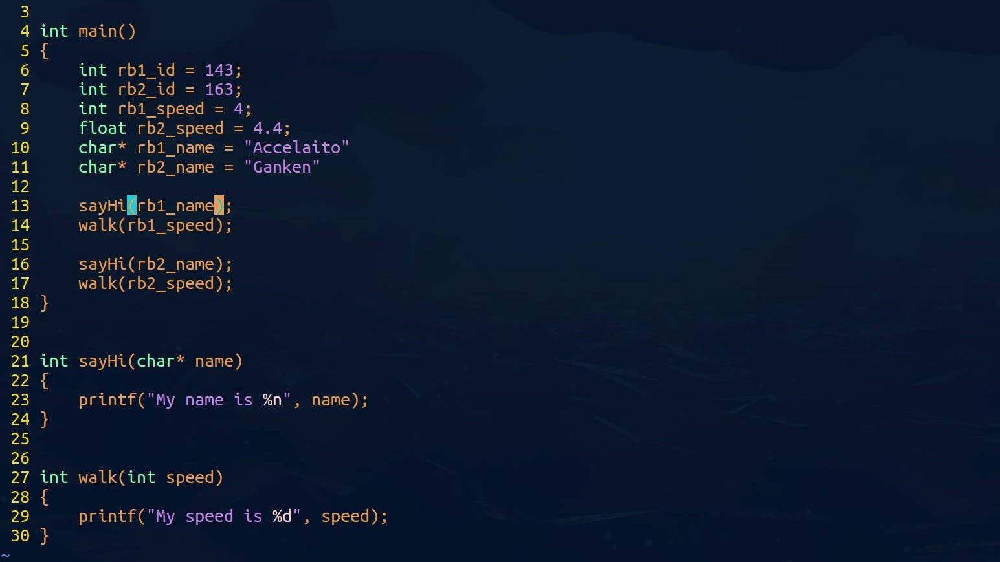 3
4 int main()
5 {
6     int rb1_id = 143;
7     int rb2_id = 163;
8     int rb1_speed = 4;
9     float rb2_speed = 4.4;
10     char* rb1_name = "Accelaito"
11     char* rb2_name = "Ganken"
12
13     sayHi(rb1_name);
14     walk(rb1_speed);
15
16     sayHi(rb2_name);
17     walk(rb2_speed);
18 }
19
20
21 int sayHi(char* name)
22 {
23     printf("My name is %n", name);
24 }
25
26
27 int walk(int speed)
28 {
29     printf("My speed is %d", speed);
30 }
~